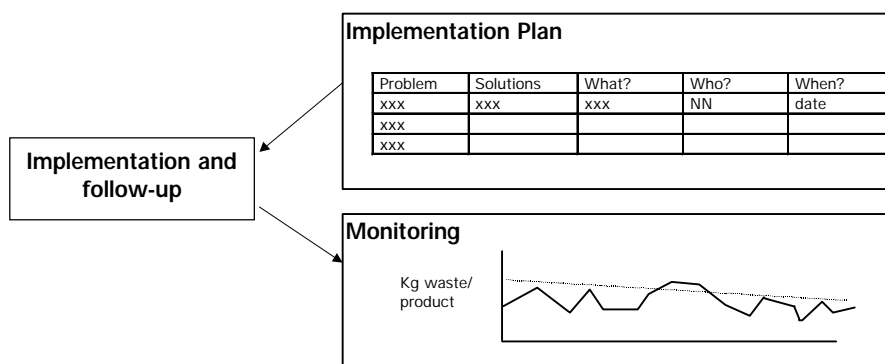 Implementation Plan
Problem Solutions What? Who? When?
xxx xxx xxx NN date
xxx
xxx
Implementation and
follow-up
Monitoring
Kg waste/
product